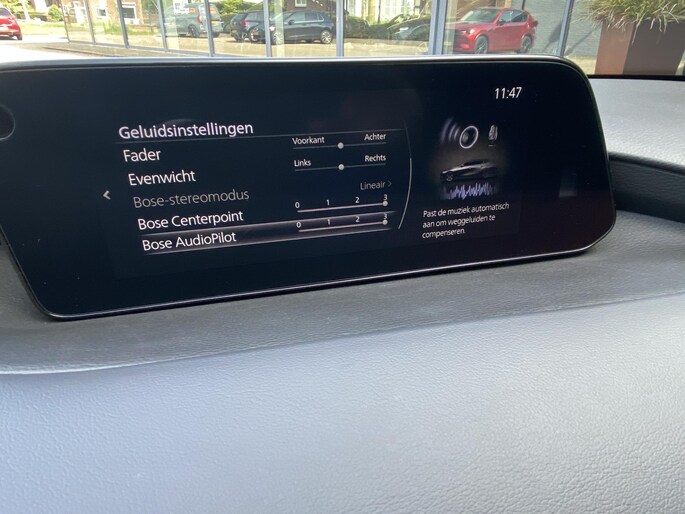 11:47
Geluidsinstellingen
Fader
Voorkant Achter
Evenwicht
Links Rechts
Bose-stereomodus
Lineair
Bose Centerpoint
0 1 2 3
Bose AudioPilot
0 1 2 3
Past de muziek automatisch
aan om weggeluiden te
compenseren.